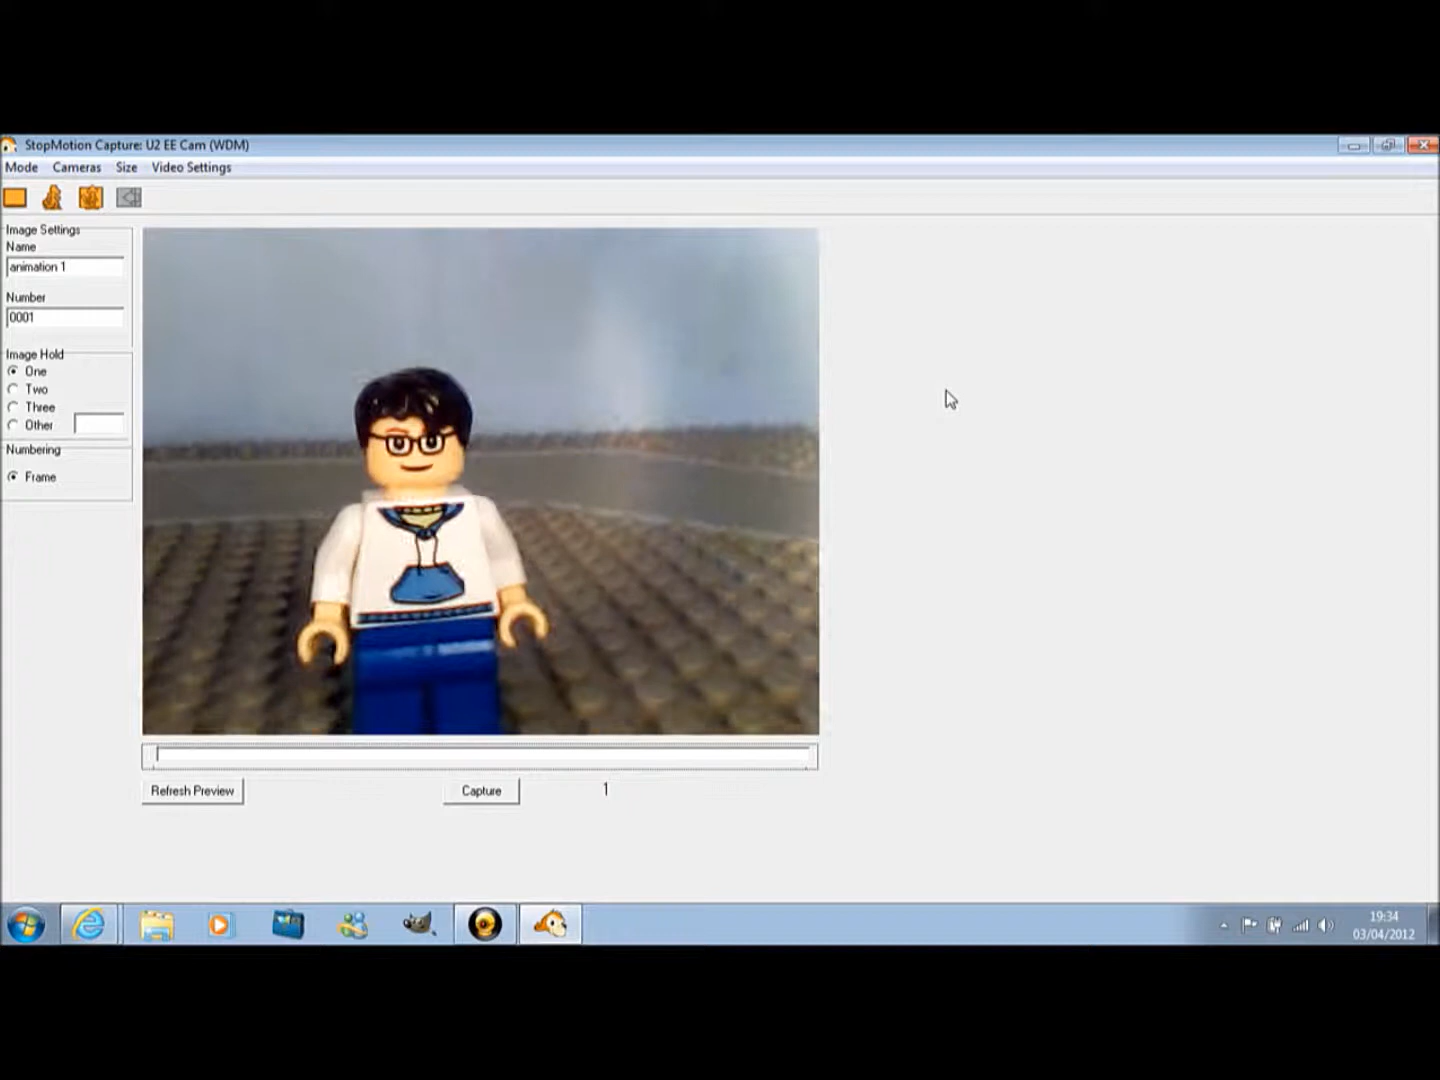 StopMotion Capture: U2 EE Cam (WDM)
Mode Cameras Size Video Settings
Image Settings
Name
animation 1
Number
0001
Image Hold
One
Two
Three
Other
Numbering
Frame
Refresh Preview Capture 1
19:34
03/04/2012